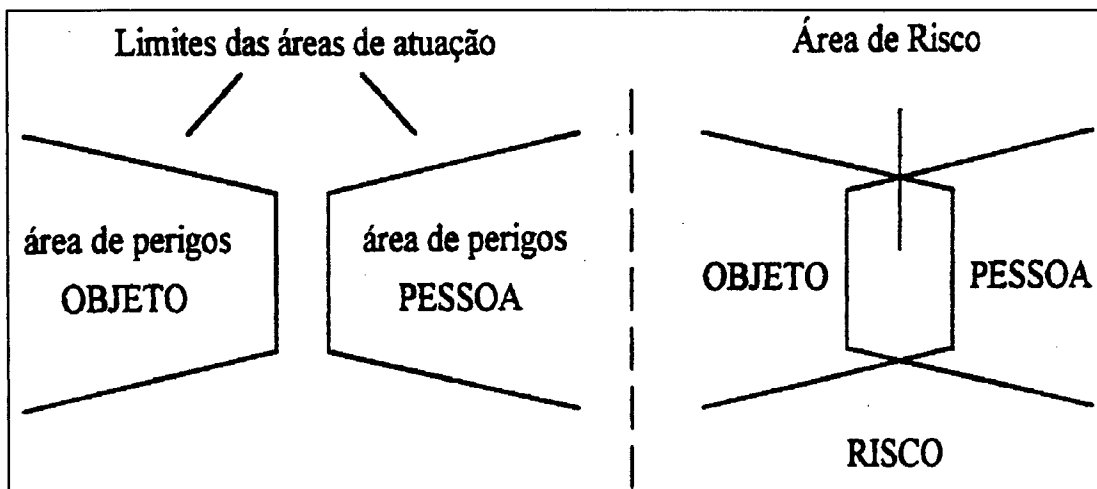 Limites das áreas de atuação
área de perigos
OBJETO
área de perigos
PESSOA
Área de Risco
OBJETO
PESSOA
RISCO